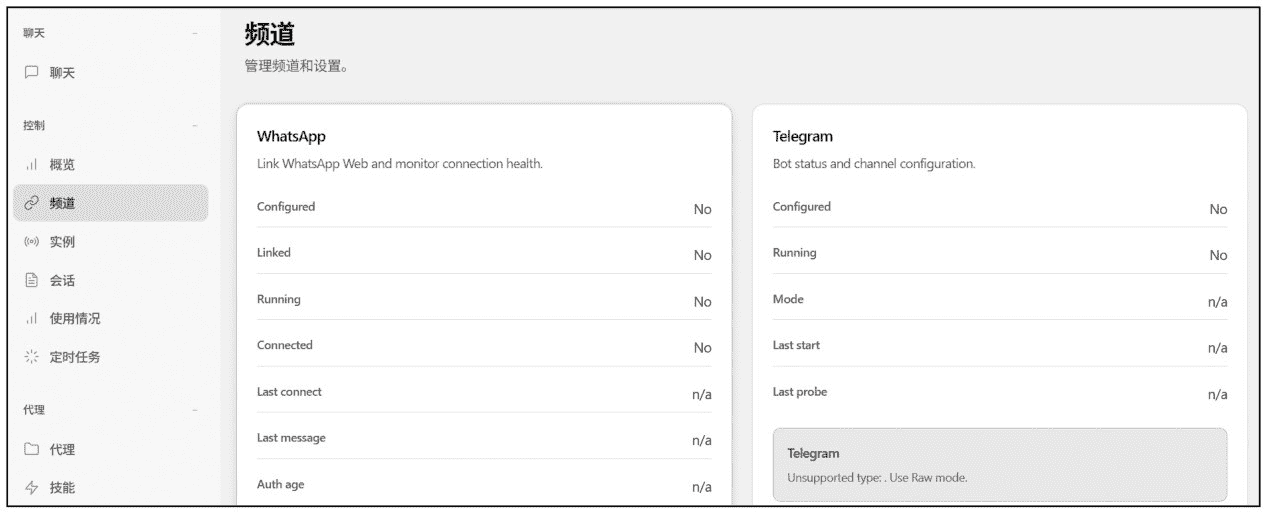 聊天 -
聊天
控制 -
概览
频道
实例
会话
使用情况
定时任务
代理 -
代理
技能
频道
管理频道和设置。
WhatsApp
Link WhatsApp Web and monitor connection health.
Configured No
Linked No
Running No
Connected No
Last connect n/a
Last message n/a
Auth age n/a
Telegram
Bot status and channel configuration.
Configured No
Running No
Mode n/a
Last start n/a
Last probe n/a
Telegram
Unsupported type: . Use Raw mode.